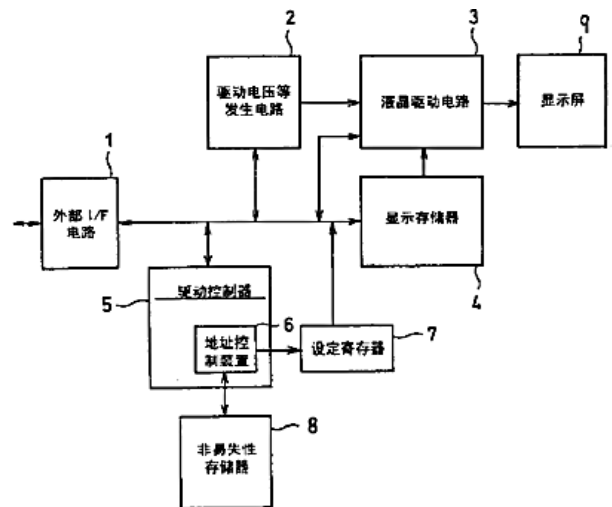 2
3
9
驱动电压等
发生电路
液晶驱动电路
显示屏
1
外部 I/F
电路
显示存储器
4
5
驱动控制器
6
地址控
制装置
设定寄存器
7
8
非易失性
存储器